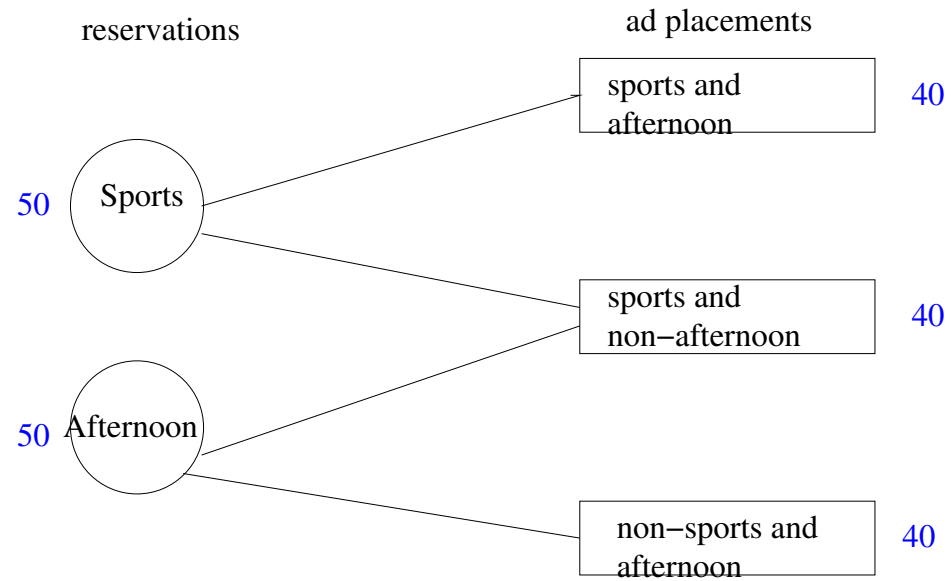 reservations
ad placements
sports and
afternoon
40
50
Sports
sports and
non−afternoon
40
50
Afternoon
non−sports and
afternoon
40